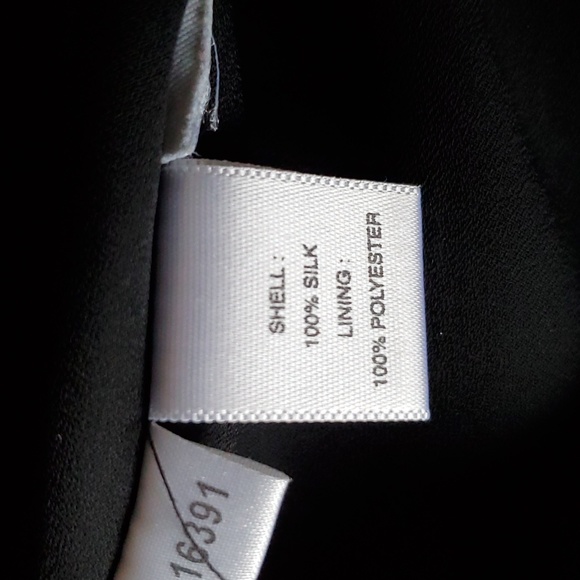 SHELL :
100% SILK
LINING :
100% POLYESTER
16391